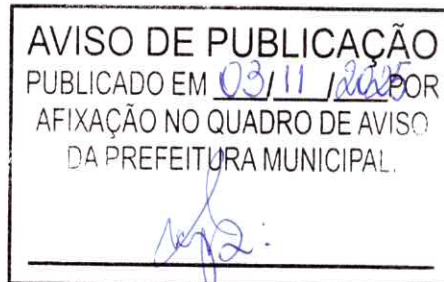 AVISO DE PUBLICAÇÃO
PUBLICADO EM 03/11/2025 POR
AFIXAÇÃO NO QUADRO DE AVISO
DA PREFEITURA MUNICIPAL.